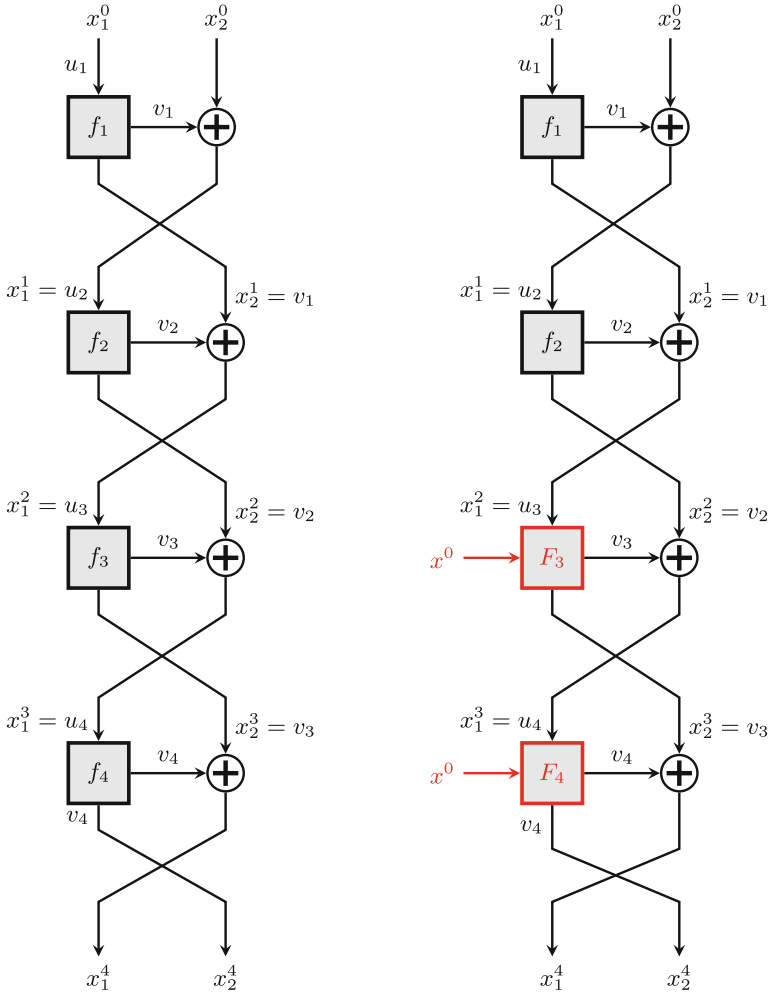 x_1^0 x_2^0 x_1^0 x_2^0
u_1 u_1
f_1 v_1 f_1 v_1
x_1^1 = u_2 x_2^1 = v_1 x_1^1 = u_2 x_2^1 = v_1
f_2 v_2 f_2 v_2
x_1^2 = u_3 x_2^2 = v_2 x_1^2 = u_3 x_2^2 = v_2
f_3 v_3 x^0 F_3 v_3
x_1^3 = u_4 x_2^3 = v_3 x_1^3 = u_4 x_2^3 = v_3
f_4 v_4 x^0 F_4 v_4
v_4 v_4
x_1^4 x_2^4 x_1^4 x_2^4